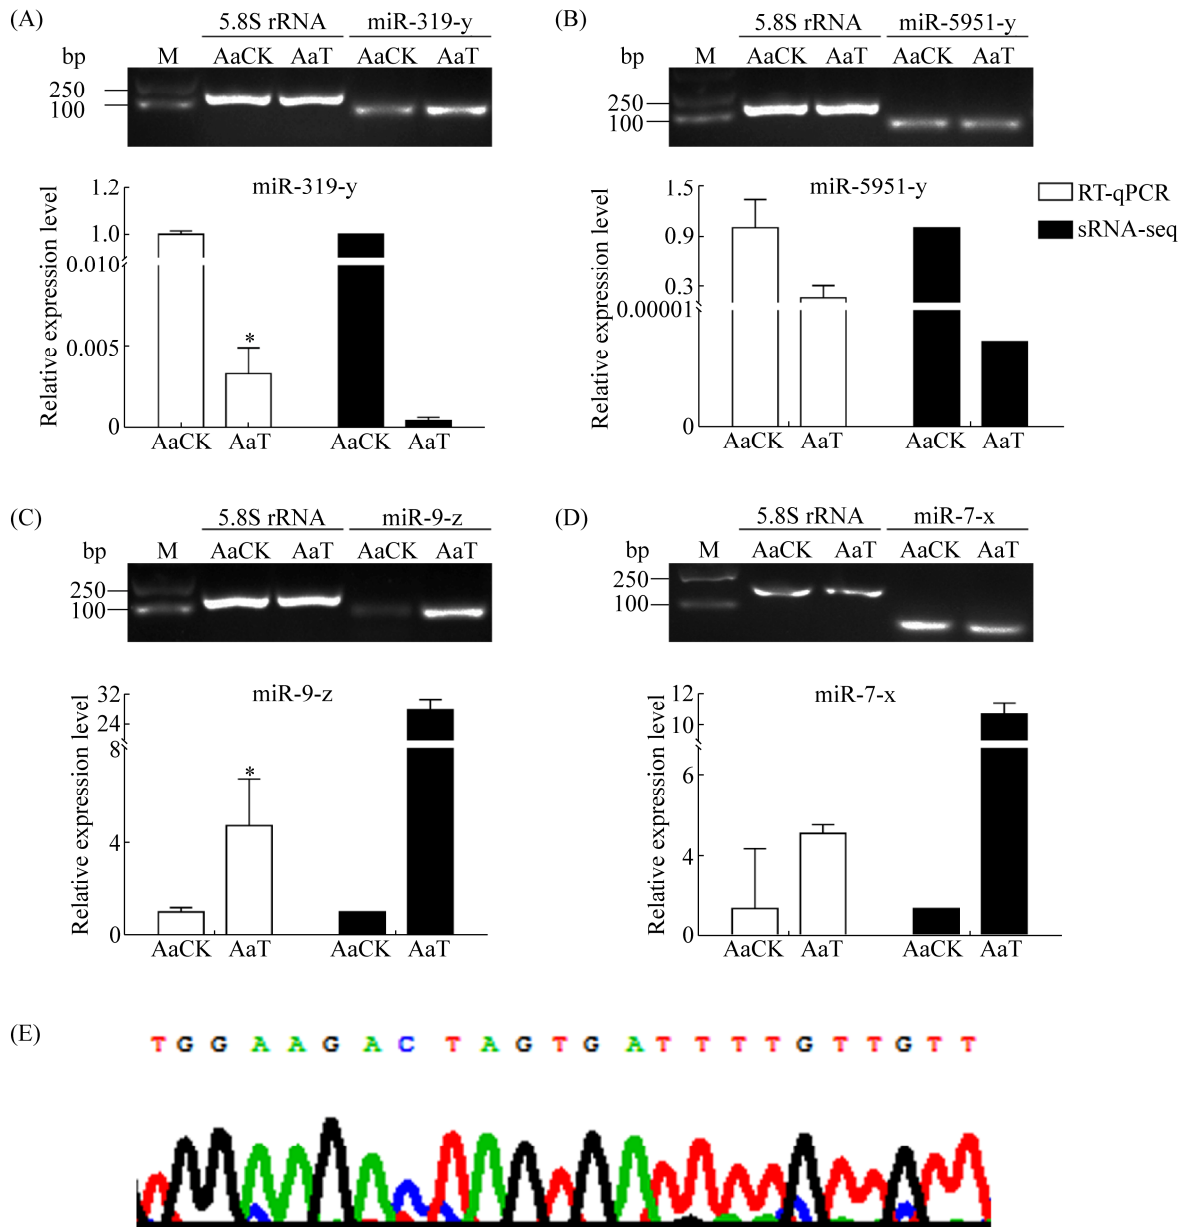 (A)
5.8S rRNA miR-319-y
bp M AaCK AaT AaCK AaT
250
100
miR-319-y
Relative expression level
1.2
1.0
0.010
0.005
0
*
AaCK AaT AaCK AaT
(B)
5.8S rRNA miR-5951-y
bp M AaCK AaT AaCK AaT
250
100
miR-5951-y
Relative expression level
1.5
0.9
0.3
0.00001
0
AaCK AaT AaCK AaT
RT-qPCR
sRNA-seq
(C)
5.8S rRNA miR-9-z
bp M AaCK AaT AaCK AaT
250
100
miR-9-z
Relative expression level
32
24
8
4
0
*
AaCK AaT AaCK AaT
(D)
5.8S rRNA miR-7-x
bp M AaCK AaT AaCK AaT
250
100
miR-7-x
Relative expression level
12
10
6
4
0
AaCK AaT AaCK AaT
(E)
T G G A A G A C T A G T G A T T T T G T T G T T